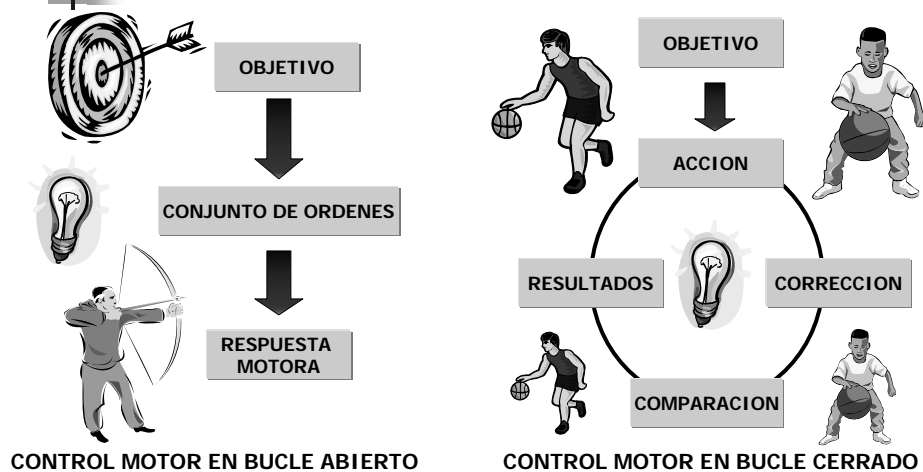 OBJETIVO
CONJUNTO DE ORDENES
RESPUESTA
MOTORA
CONTROL MOTOR EN BUCLE ABIERTO
OBJETIVO
ACCION
RESULTADOS
CORRECCION
COMPARACION
CONTROL MOTOR EN BUCLE CERRADO